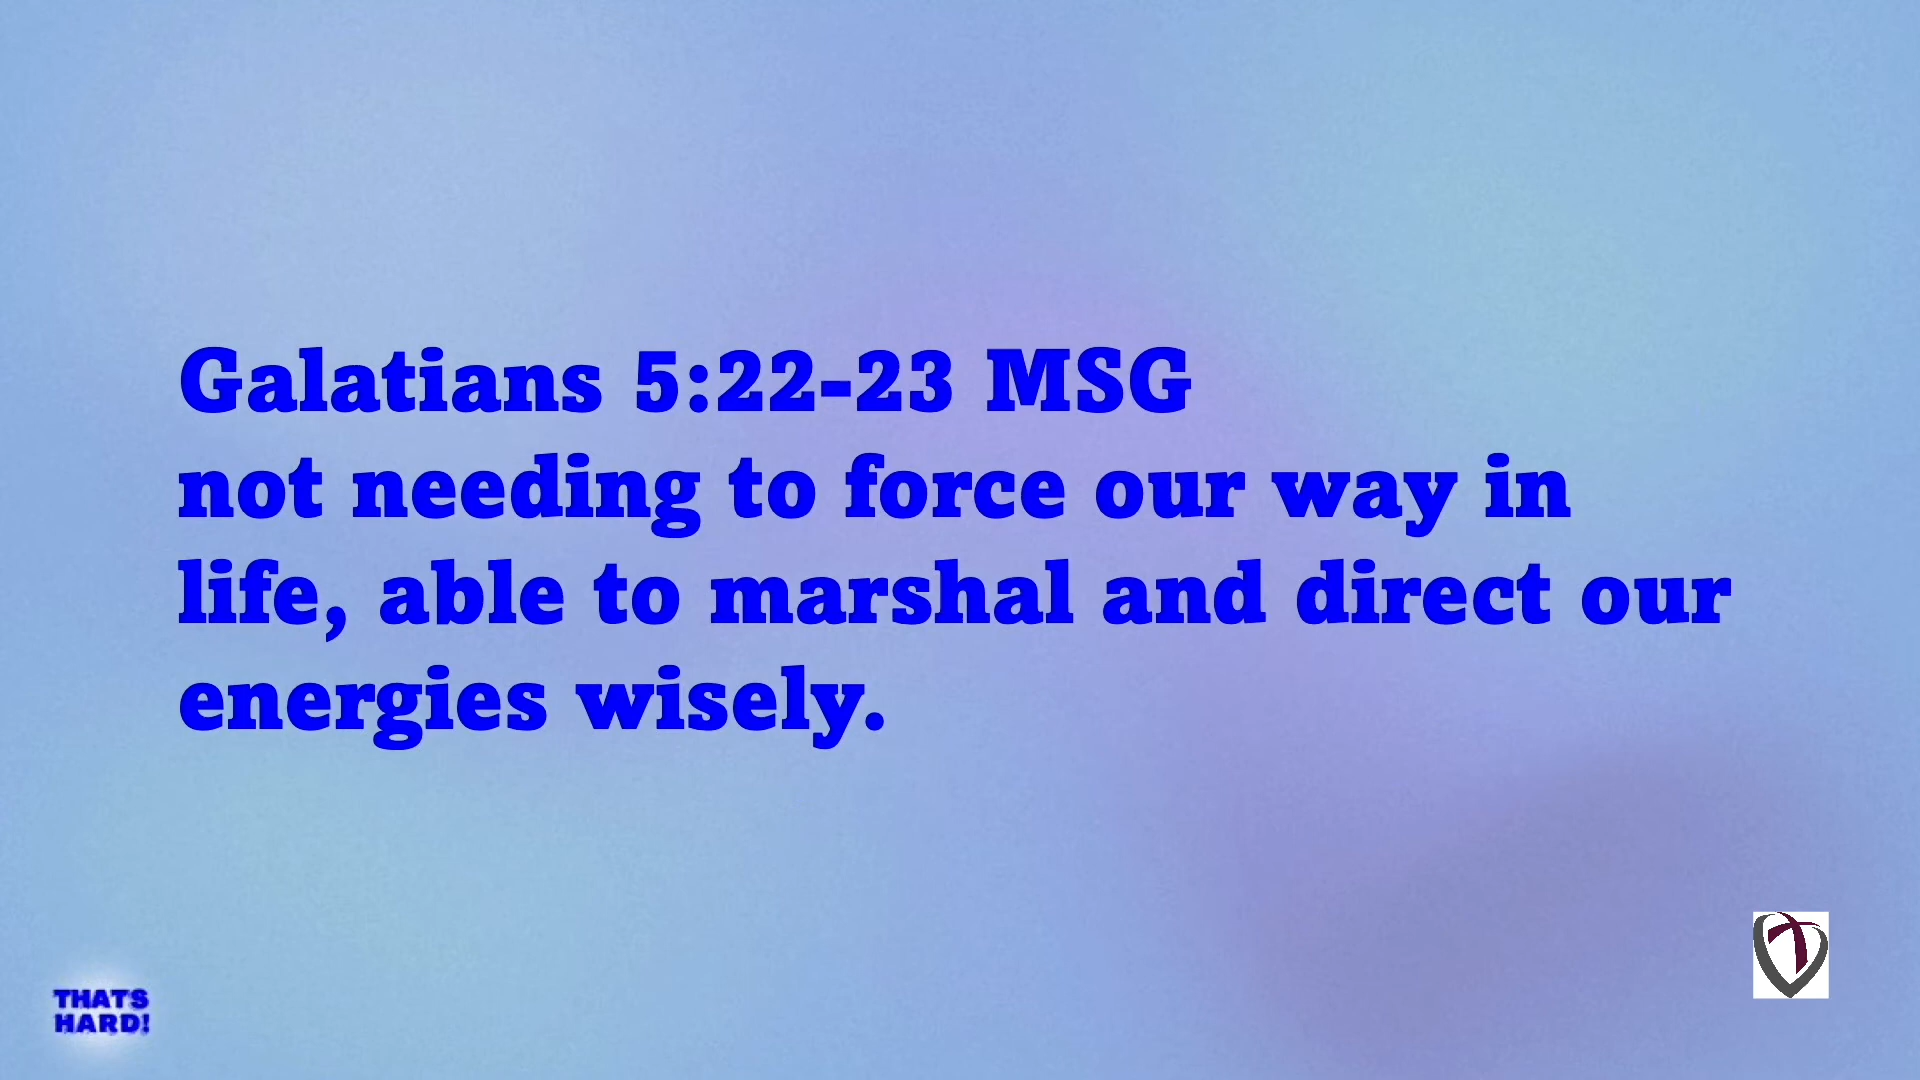 Galatians 5:22-23 MSG
not needing to force our way in
life, able to marshal and direct our
energies wisely.
THATS
HARD!